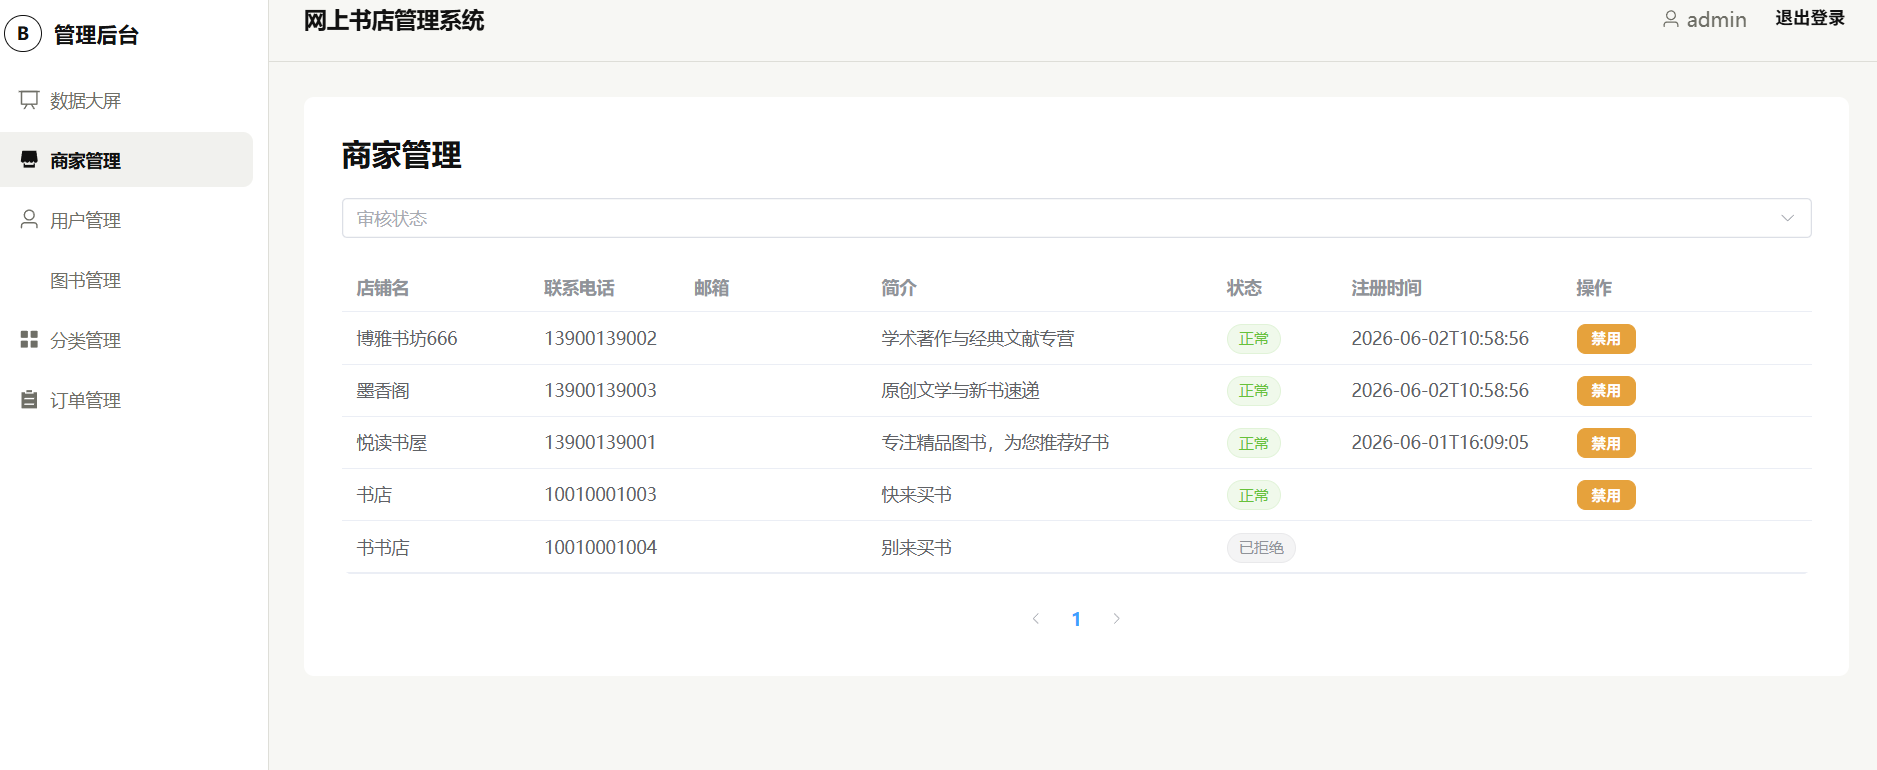 B 管理后台
数据大屏
商家管理
用户管理
图书管理
分类管理
订单管理
网上书店管理系统 admin 退出登录
商家管理
审核状态
店铺名 联系电话 邮箱 简介 状态 注册时间 操作
博雅书坊666 13900139002 学术著作与经典文献专营 正常 2026-06-02T10:58:56 禁用
墨香阁 13900139003 原创文学与新书速递 正常 2026-06-02T10:58:56 禁用
悦读书屋 13900139001 专注精品图书，为您推荐好书 正常 2026-06-01T16:09:05 禁用
书店 10010001003 快来买书 正常 禁用
书书店 10010001004 别来买书 已拒绝
1